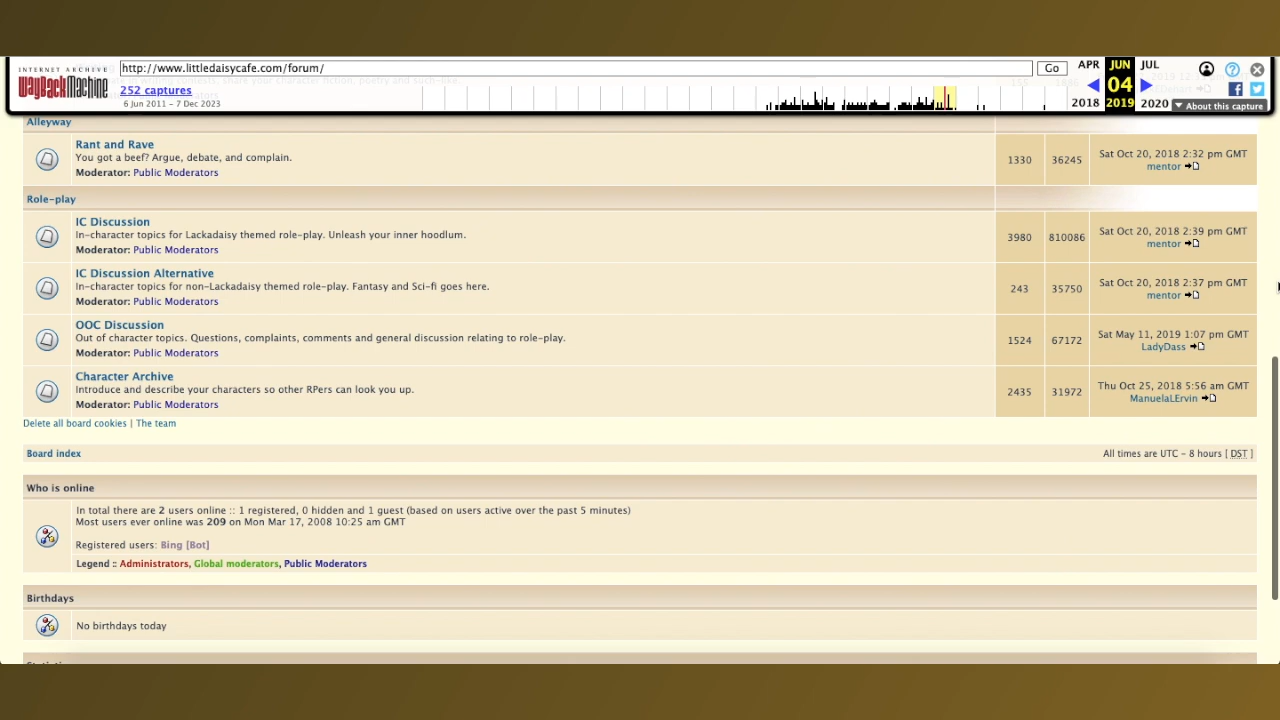 INTERNET ARCHIVE
WayBackMachine
http://www.littledaisycafe.com/forum/
Go
252 captures
6 Jun 2011 – 7 Dec 2023
APR JUN JUL
04
2018 2019 2020
About this capture
Alleyway
Rant and Rave
You got a beef? Argue, debate, and complain.
Moderator: Public Moderators
1330 36245 Sat Oct 20, 2018 2:32 pm GMT
mentor
Role-play
IC Discussion
In-character topics for Lackadaisy themed role-play. Unleash your inner hoodlum.
Moderator: Public Moderators
3980 810086 Sat Oct 20, 2018 2:39 pm GMT
mentor
IC Discussion Alternative
In-character topics for non-Lackadaisy themed role-play. Fantasy and Sci-fi goes here.
Moderator: Public Moderators
243 35750 Sat Oct 20, 2018 2:37 pm GMT
mentor
OOC Discussion
Out of character topics. Questions, complaints, comments and general discussion relating to role-play.
Moderator: Public Moderators
1524 67172 Sat May 11, 2019 1:07 pm GMT
LadyDass
Character Archive
Introduce and describe your characters so other RPers can look you up.
Moderator: Public Moderators
2435 31972 Thu Oct 25, 2018 5:56 am GMT
ManuelaLErvin
Delete all board cookies | The team
Board index
All times are UTC – 8 hours [ DST ]
Who is online
In total there are 2 users online :: 1 registered, 0 hidden and 1 guest (based on users active over the past 5 minutes)
Most users ever online was 209 on Mon Mar 17, 2008 10:25 am GMT
Registered users: Bing [Bot]
Legend :: Administrators, Global moderators, Public Moderators
Birthdays
No birthdays today